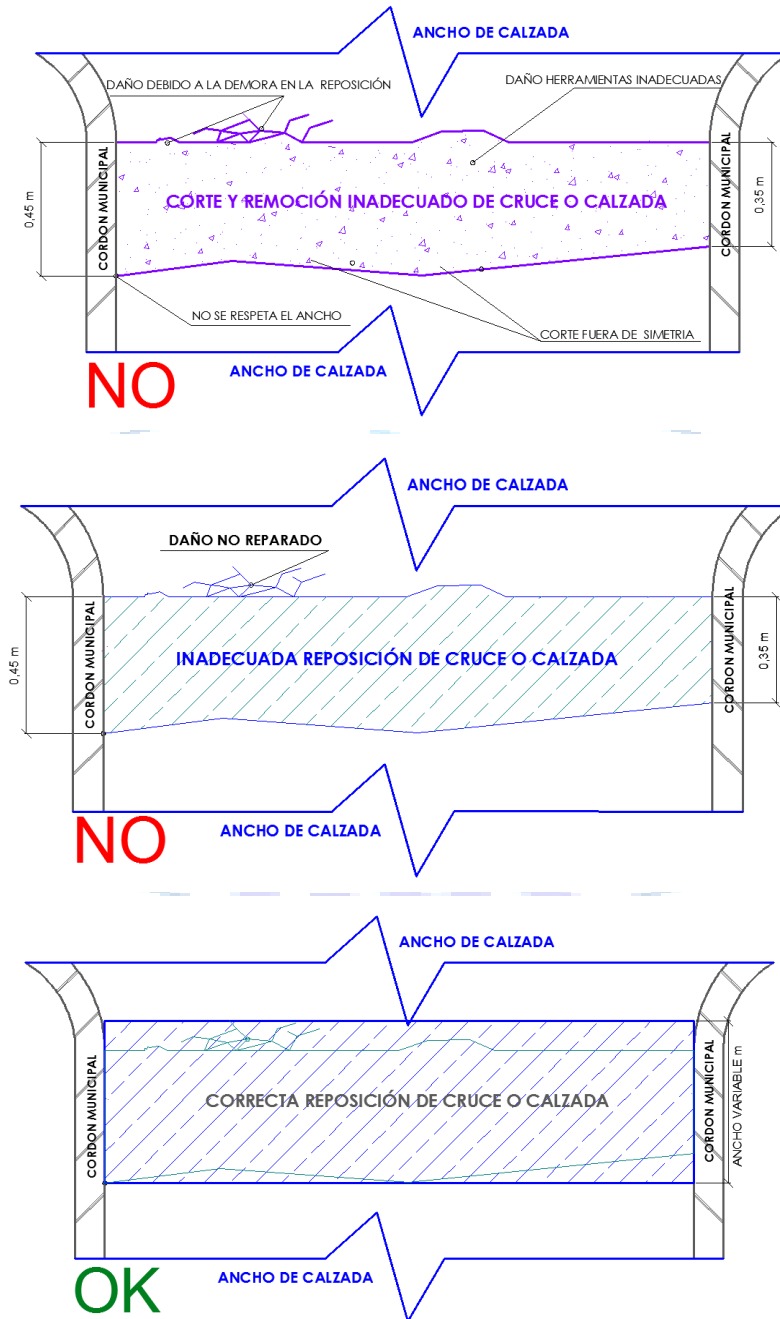 ANCHO DE CALZADA
DAÑO DEBIDO A LA DEMORA EN LA REPOSICIÓN
DAÑO HERRAMIENTAS INADECUADAS
0,45 m
CORDON MUNICIPAL
CORTE Y REMOCIÓN INADECUADO DE CRUCE O CALZADA
CORDON MUNICIPAL
0,35 m
NO SE RESPETA EL ANCHO
CORTE FUERA DE SIMETRIA
NO
ANCHO DE CALZADA
ANCHO DE CALZADA
DAÑO NO REPARADO
0,45 m
CORDON MUNICIPAL
INADECUADA REPOSICIÓN DE CRUCE O CALZADA
CORDON MUNICIPAL
0,35 m
NO
ANCHO DE CALZADA
ANCHO DE CALZADA
CORDON MUNICIPAL
CORRECTA REPOSICIÓN DE CRUCE O CALZADA
CORDON MUNICIPAL
ANCHO VARIABLE m
OK
ANCHO DE CALZADA